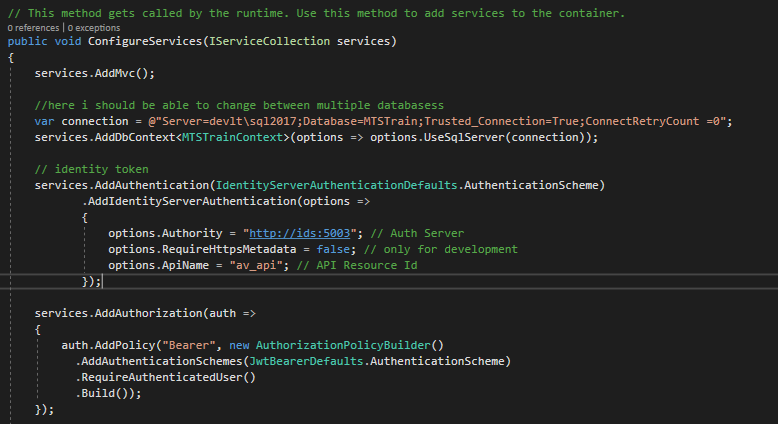 // This method gets called by the runtime. Use this method to add services to the container.
0 references | 0 exceptions
public void ConfigureServices(IServiceCollection services)
{
services.AddMvc();
//here i should be able to change between multiple databasess
var connection = @"Server=devlt\sql2017;Database=MTSTrain;Trusted_Connection=True;ConnectRetryCount =0";
services.AddDbContext<MTSTrainContext>(options => options.UseSqlServer(connection));
// identity token
services.AddAuthentication(IdentityServerAuthenticationDefaults.AuthenticationScheme)
.AddIdentityServerAuthentication(options =>
{
options.Authority = "http://ids:5003"; // Auth Server
options.RequireHttpsMetadata = false; // only for development
options.ApiName = "av_api"; // API Resource Id
});
services.AddAuthorization(auth =>
{
auth.AddPolicy("Bearer", new AuthorizationPolicyBuilder()
.AddAuthenticationSchemes(JwtBearerDefaults.AuthenticationScheme)
.RequireAuthenticatedUser()
.Build());
});